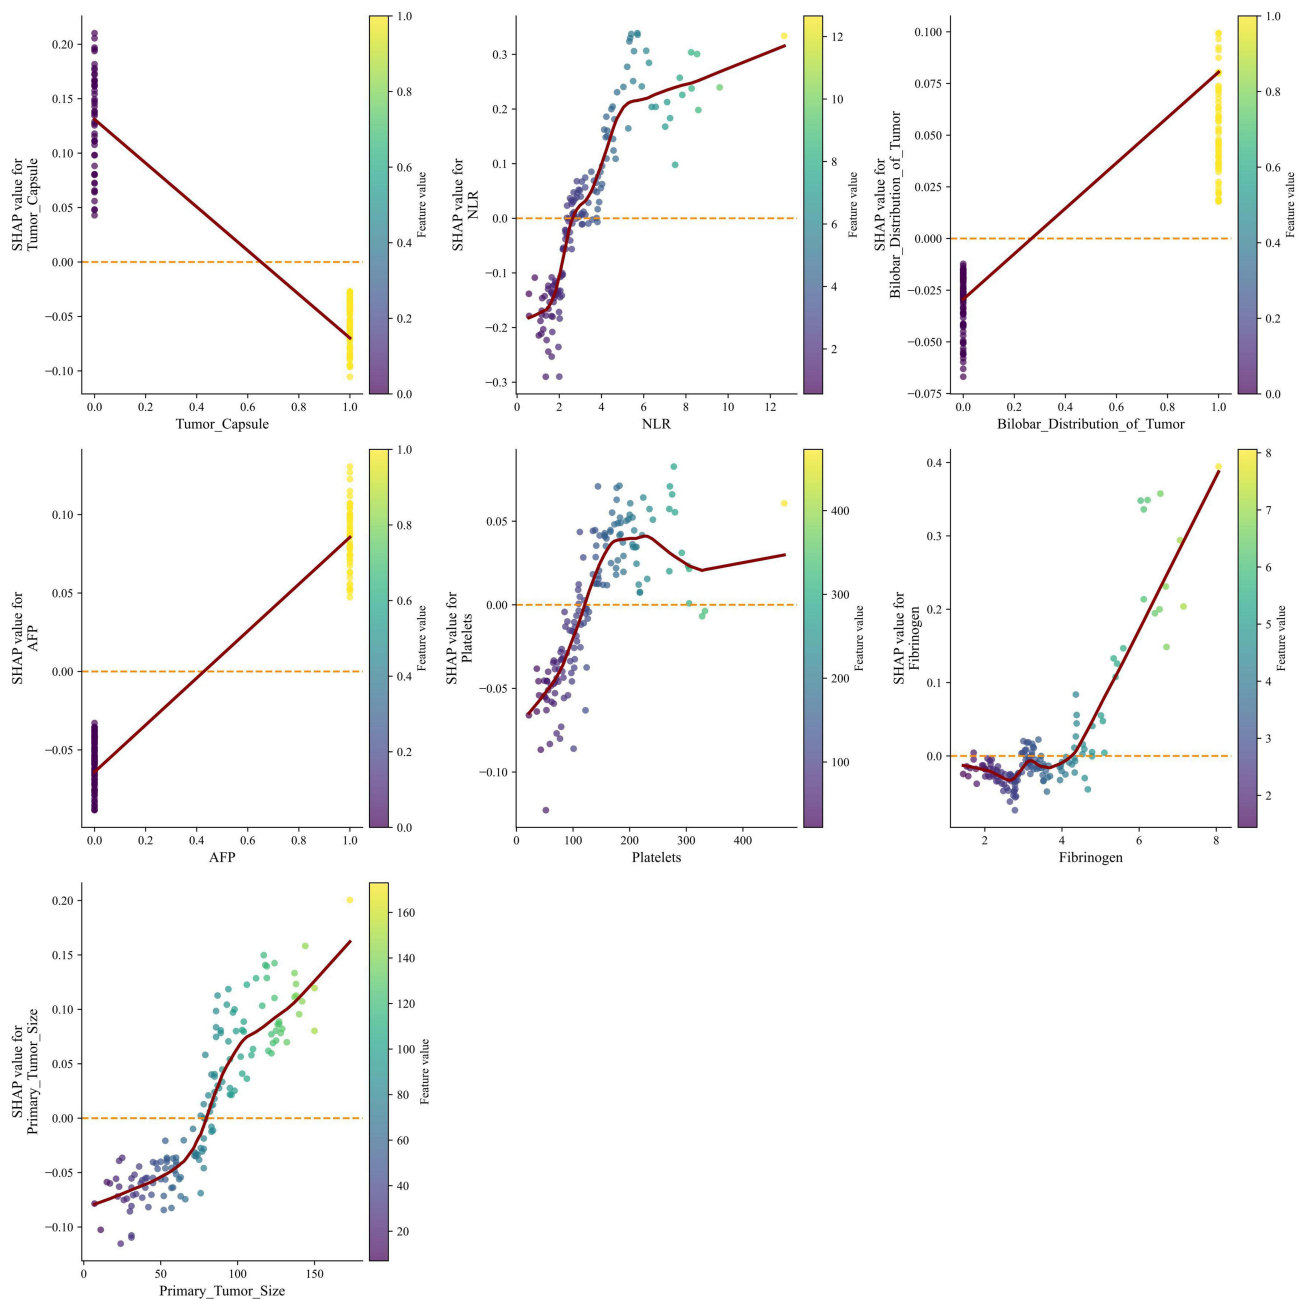 0.20
0.15
0.10
0.05
0.00
−0.05
−0.10
SHAP value for
Tumor_Capsule
0.0 0.2 0.4 0.6 0.8 1.0
Tumor_Capsule
1.0
0.8
0.6
0.4
0.2
0.0
Feature value
0.3
0.2
0.1
0.0
−0.1
−0.2
−0.3
SHAP value for
NLR
0 2 4 6 8 10 12
NLR
12
10
8
6
4
2
Feature value
0.100
0.075
0.050
0.025
0.000
−0.025
−0.050
−0.075
SHAP value for
Bilobar_Distribution_of_Tumor
0.0 0.2 0.4 0.6 0.8 1.0
Bilobar_Distribution_of_Tumor
1.0
0.8
0.6
0.4
0.2
0.0
Feature value
0.10
0.05
0.00
−0.05
SHAP value for
AFP
0.0 0.2 0.4 0.6 0.8 1.0
AFP
1.0
0.8
0.6
0.4
0.2
0.0
Feature value
0.05
0.00
−0.05
−0.10
SHAP value for
Platelets
0 100 200 300 400
Platelets
400
300
200
100
Feature value
0.4
0.3
0.2
0.1
0.0
SHAP value for
Fibrinogen
2 4 6 8
Fibrinogen
8
7
6
5
4
3
2
Feature value
0.20
0.15
0.10
0.05
0.00
−0.05
−0.10
SHAP value for
Primary_Tumor_Size
0 50 100 150
Primary_Tumor_Size
160
140
120
100
80
60
40
20
Feature value